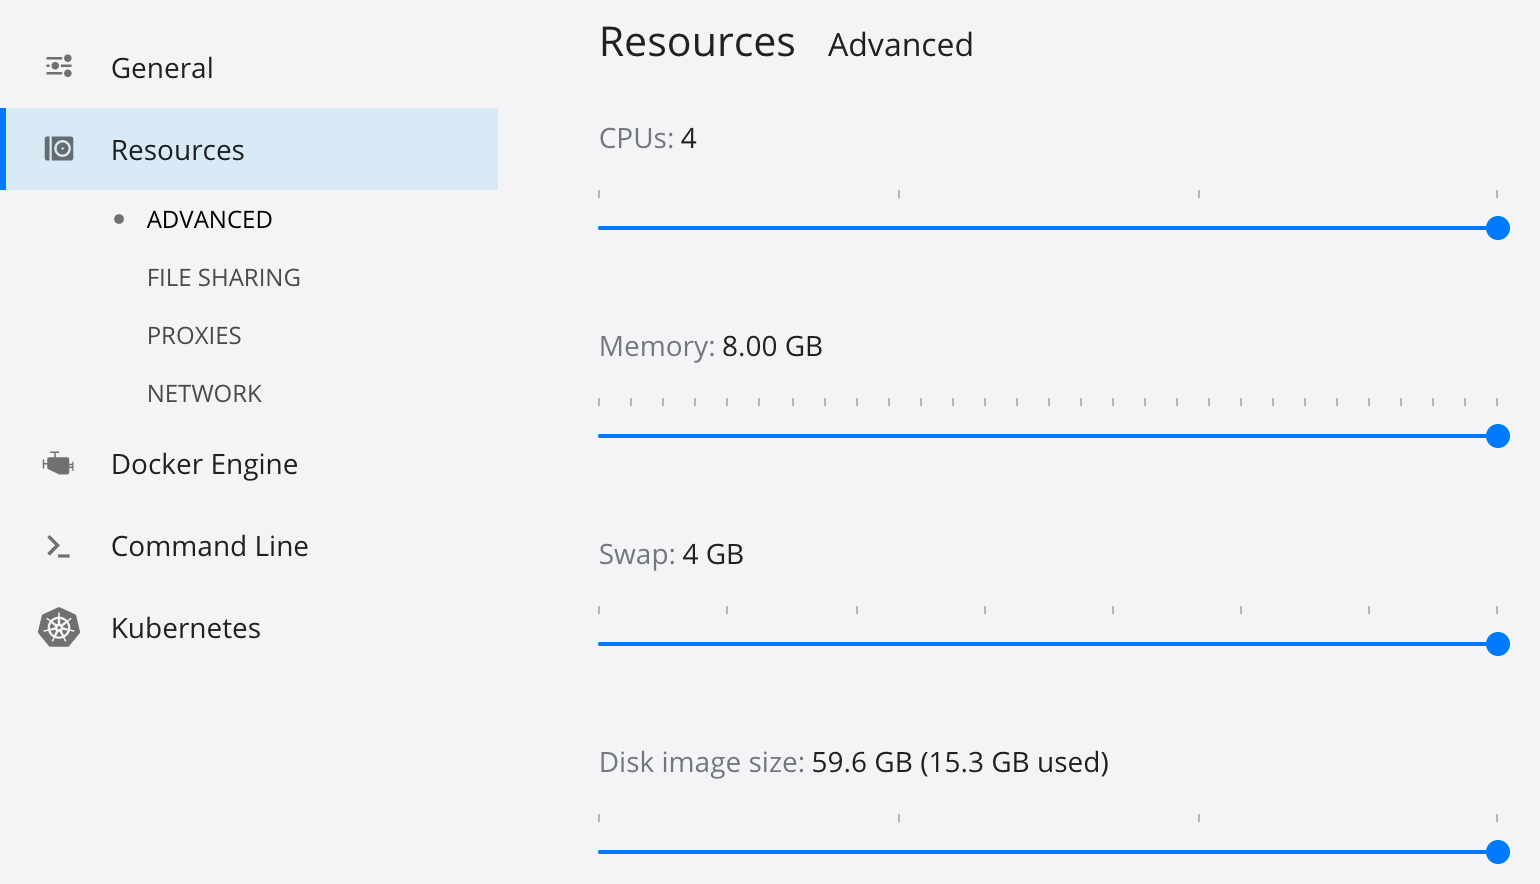 General
Resources
ADVANCED
FILE SHARING
PROXIES
NETWORK
Docker Engine
Command Line
Kubernetes
Resources Advanced
CPUs: 4
Memory: 8.00 GB
Swap: 4 GB
Disk image size: 59.6 GB (15.3 GB used)